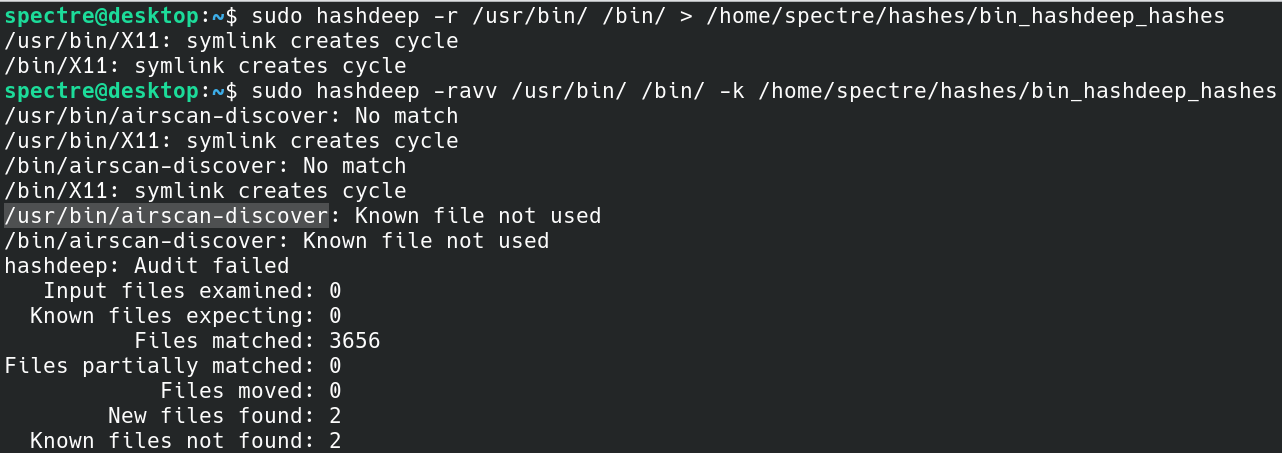 spectre@desktop:~$ sudo hashdeep -r /usr/bin/ /bin/ > /home/spectre/hashes/bin_hashdeep_hashes
/usr/bin/X11: symlink creates cycle
/bin/X11: symlink creates cycle
spectre@desktop:~$ sudo hashdeep -ravv /usr/bin/ /bin/ -k /home/spectre/hashes/bin_hashdeep_hashes
/usr/bin/airscan-discover: No match
/usr/bin/X11: symlink creates cycle
/bin/airscan-discover: No match
/bin/X11: symlink creates cycle
/usr/bin/airscan-discover: Known file not used
/bin/airscan-discover: Known file not used
hashdeep: Audit failed
   Input files examined: 0
  Known files expecting: 0
          Files matched: 3656
Files partially matched: 0
            Files moved: 0
        New files found: 2
  Known files not found: 2